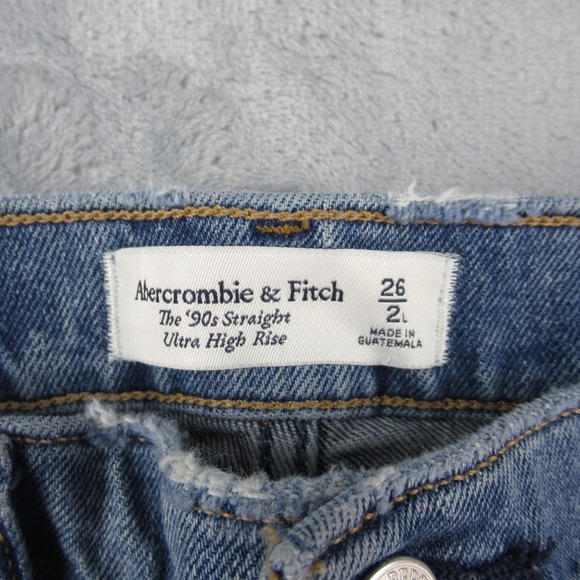 Abercrombie & Fitch
The '90s Straight
Ultra High Rise
26
2L
MADE IN
GUATEMALA